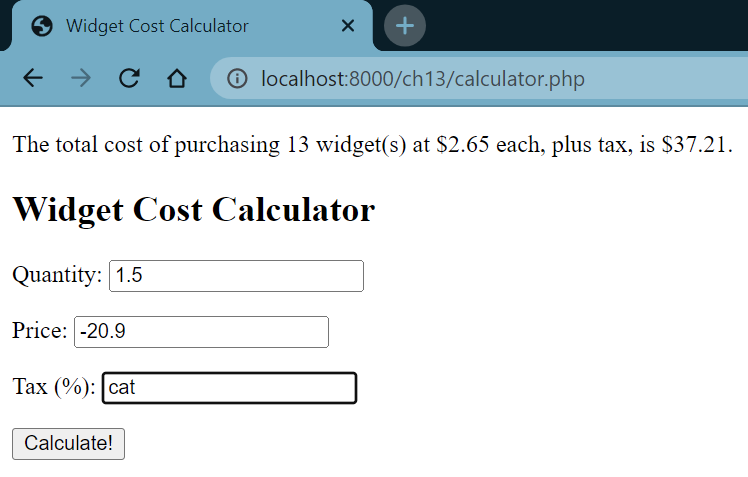 Widget Cost Calculator
localhost:8000/ch13/calculator.php
The total cost of purchasing 13 widget(s) at $2.65 each, plus tax, is $37.21.
Widget Cost Calculator
Quantity: 1.5
Price: -20.9
Tax (%): cat
Calculate!